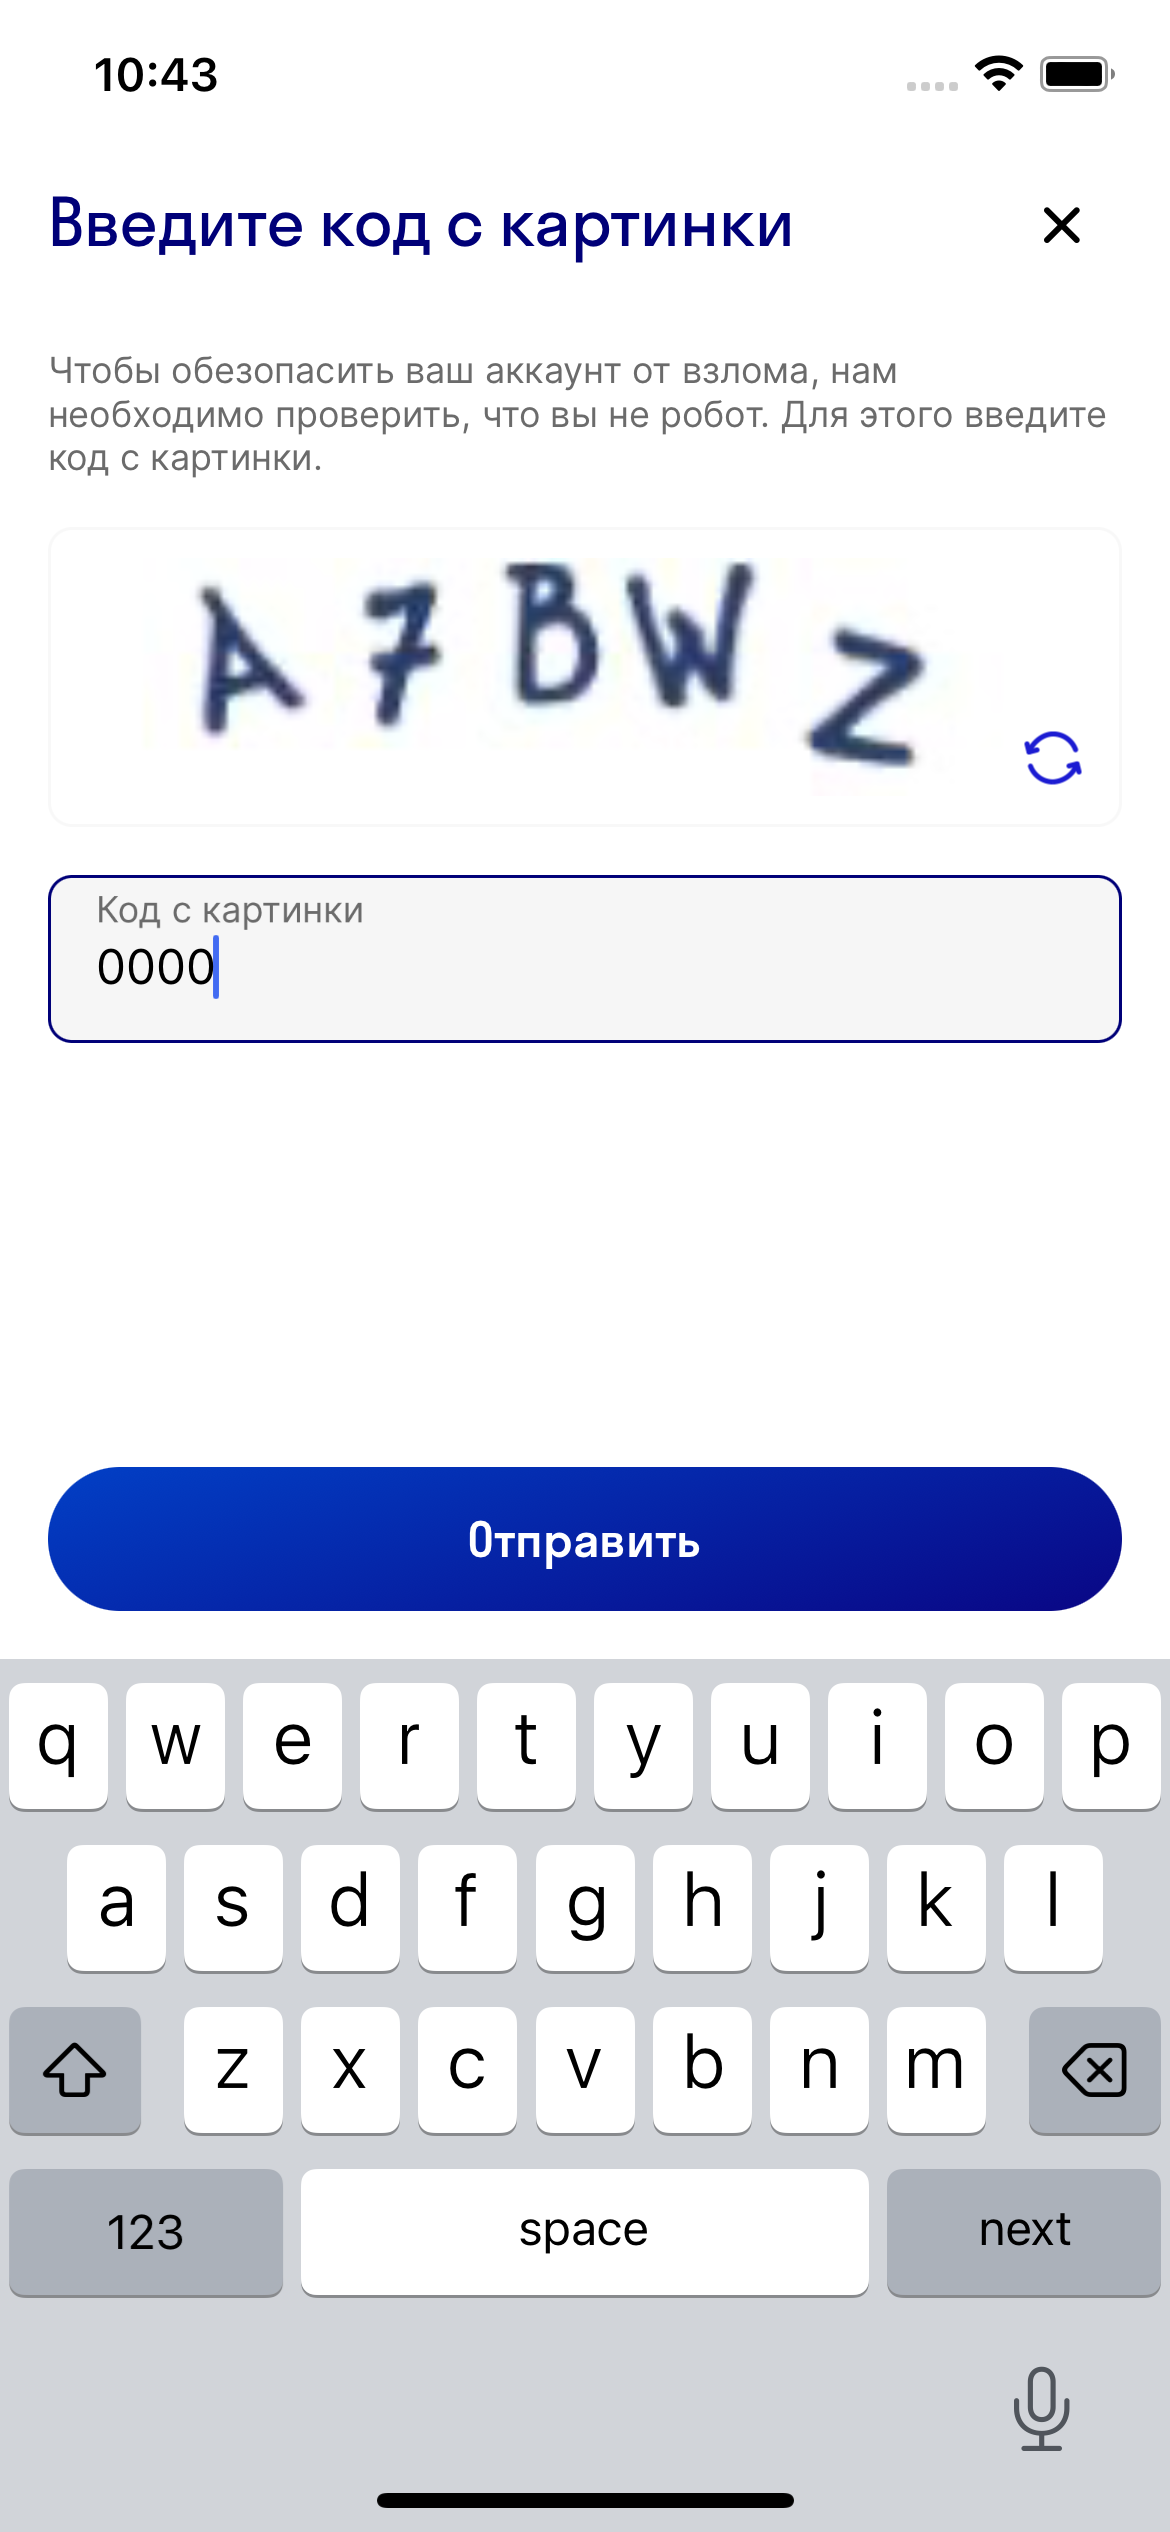 10:43
Введите код с картинки
Чтобы обезопасить ваш аккаунт от взлома, нам
необходимо проверить, что вы не робот. Для этого введите
код с картинки.
A7BWZ
Код с картинки
0000
Отправить
q w e r t y u i o p
a s d f g h j k l
z x c v b n m
123 space next